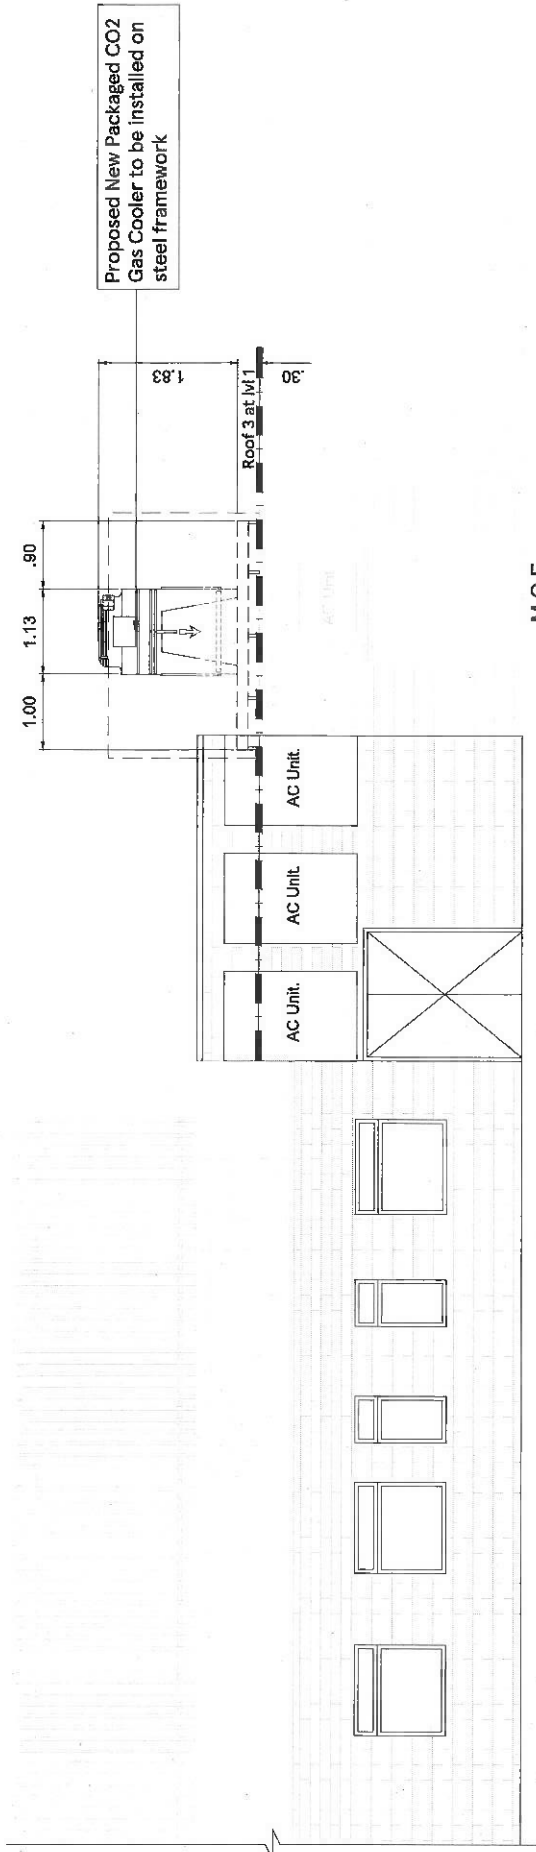 Proposed New Packaged CO2
Gas Cooler to be installed on
steel framework
1.00
1.13
.90
1.83
.30
Roof 3 at lvl 1
AC Unit.
AC Unit.
AC Unit.